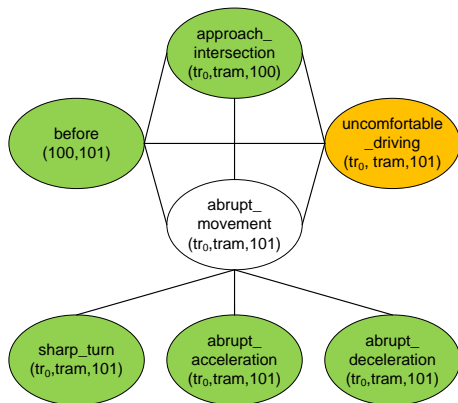 approach_
intersection
(tr₀,tram,100)
before
(100,101)
uncomfortable
_driving
(tr₀, tram,101)
abrupt_
movement
(tr₀,tram,101)
sharp_turn
(tr₀,tram,101)
abrupt_
acceleration
(tr₀,tram,101)
abrupt_
deceleration
(tr₀,tram,101)